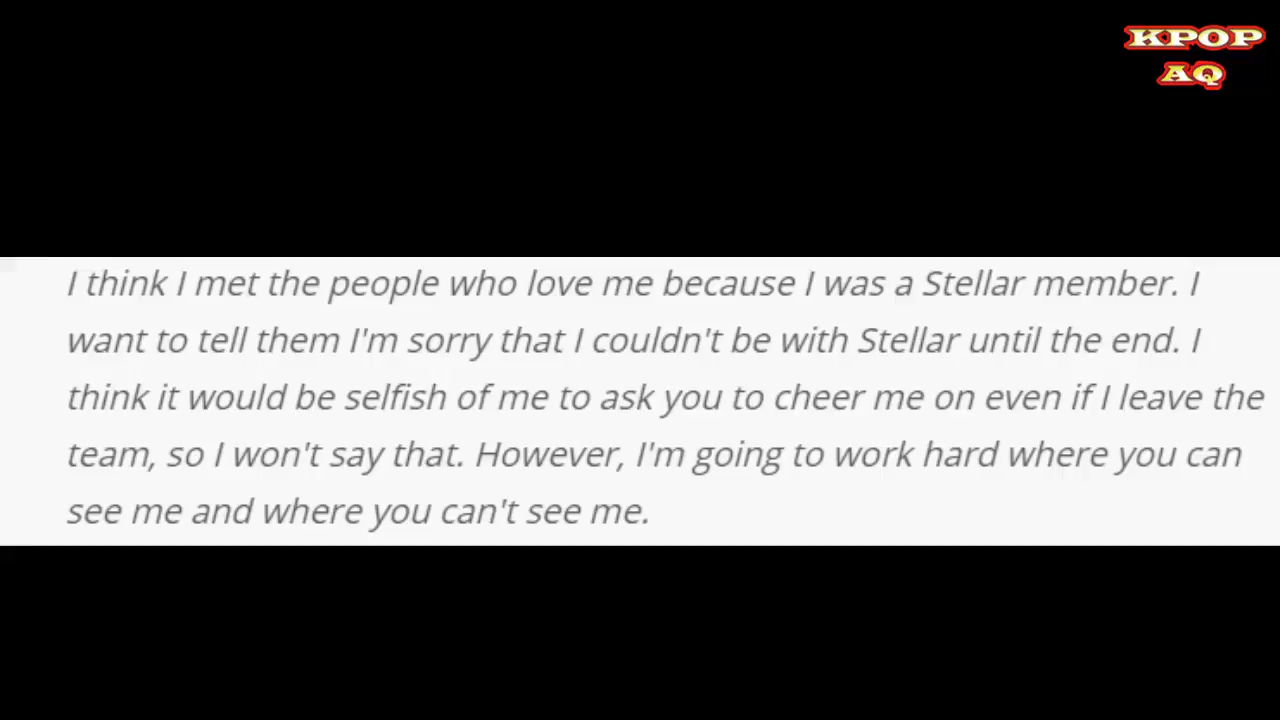 KPOP
AQ
I think I met the people who love me because I was a Stellar member. I
want to tell them I'm sorry that I couldn't be with Stellar until the end. I
think it would be selfish of me to ask you to cheer me on even if I leave the
team, so I won't say that. However, I'm going to work hard where you can
see me and where you can't see me.